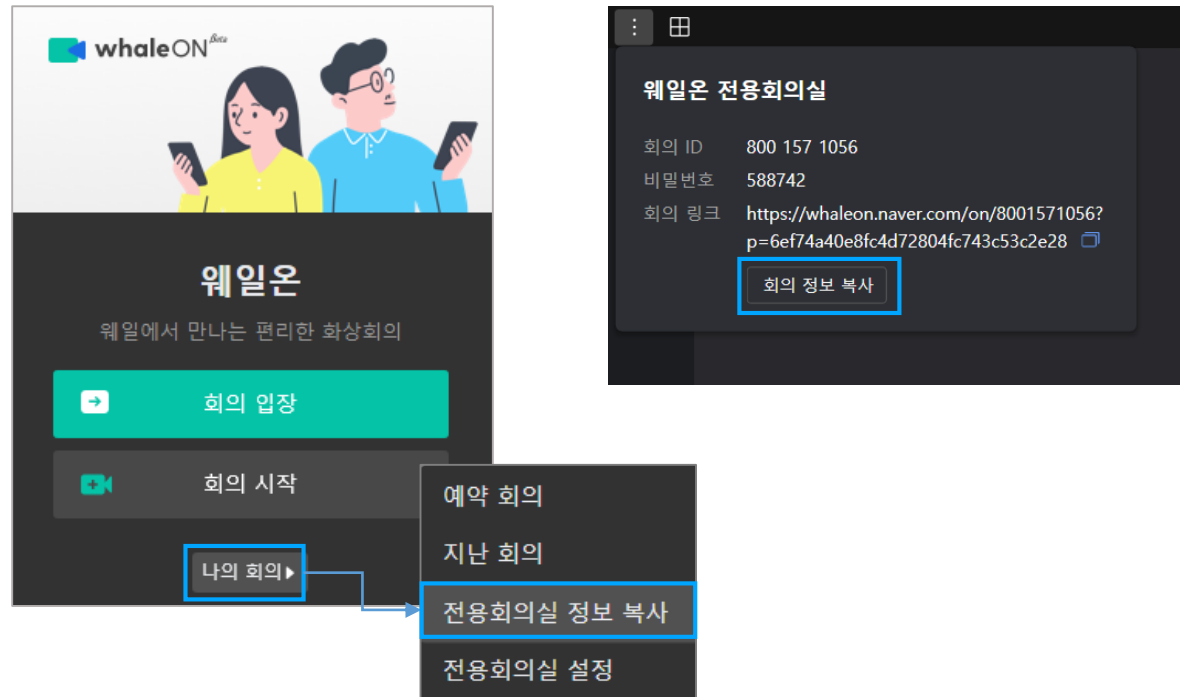 whaleON Beta
웨일온
웨일에서 만나는 편리한 화상회의
회의 입장
회의 시작
나의 회의
예약 회의
지난 회의
전용회의실 정보 복사
전용회의실 설정
웨일온 전용회의실
회의 ID 800 157 1056
비밀번호 588742
회의 링크 https://whaleon.naver.com/on/8001571056?
p=6ef74a40e8fc4d72804fc743c53c2e28
회의 정보 복사